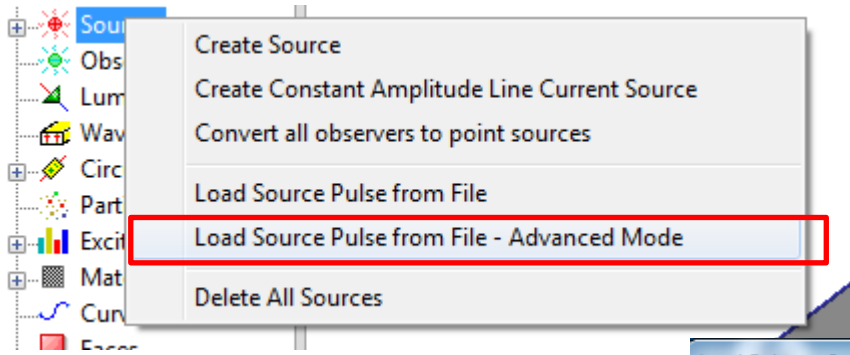 Sour
Create Source
Obs
Create Constant Amplitude Line Current Source
Lum
Convert all observers to point sources
Wav
Circ
Load Source Pulse from File
Part
Load Source Pulse from File - Advanced Mode
Excit
Mat
Delete All Sources
Curv
Faces